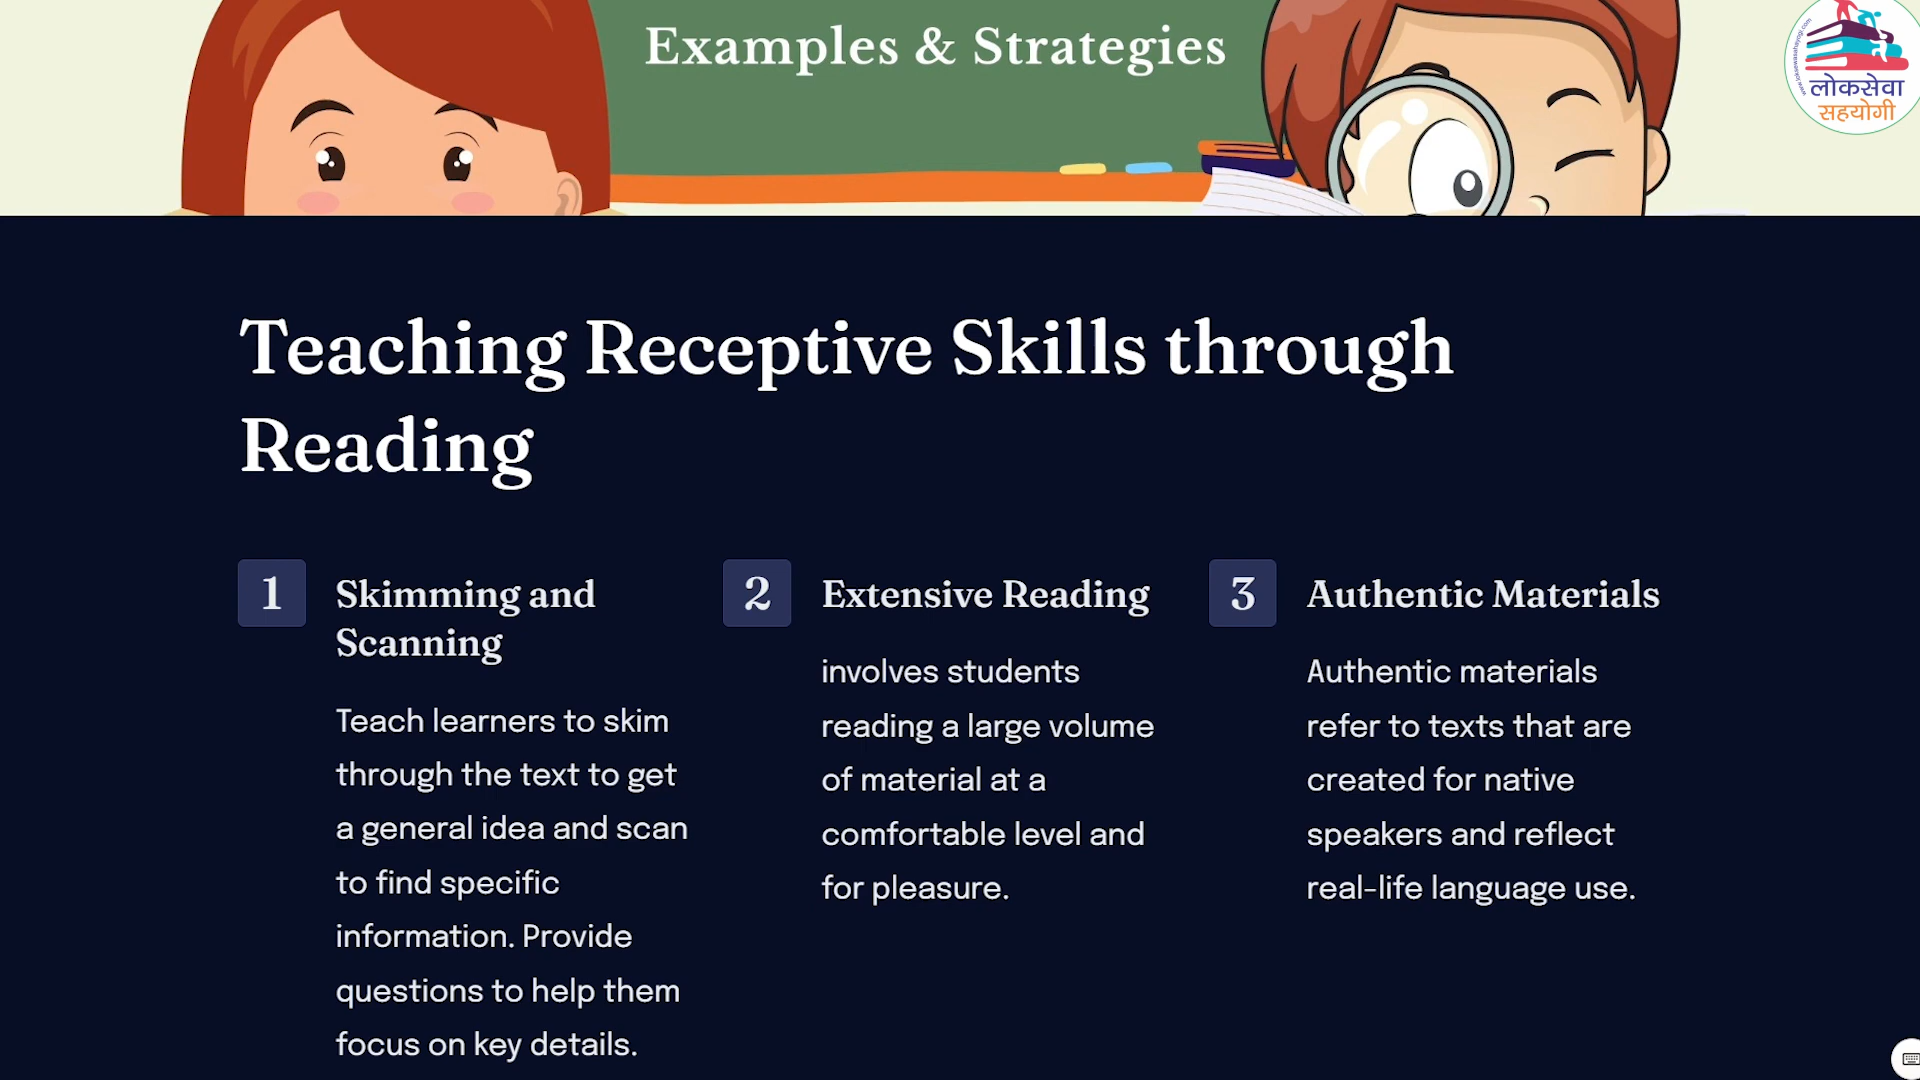 Examples & Strategies
www.loksewasahayogi.com
लोकसेवा
सहयोगी
Teaching Receptive Skills through
Reading
1
Skimming and
Scanning
Teach learners to skim
through the text to get
a general idea and scan
to find specific
information. Provide
questions to help them
focus on key details.
2
Extensive Reading
involves students
reading a large volume
of material at a
comfortable level and
for pleasure.
3
Authentic Materials
Authentic materials
refer to texts that are
created for native
speakers and reflect
real-life language use.